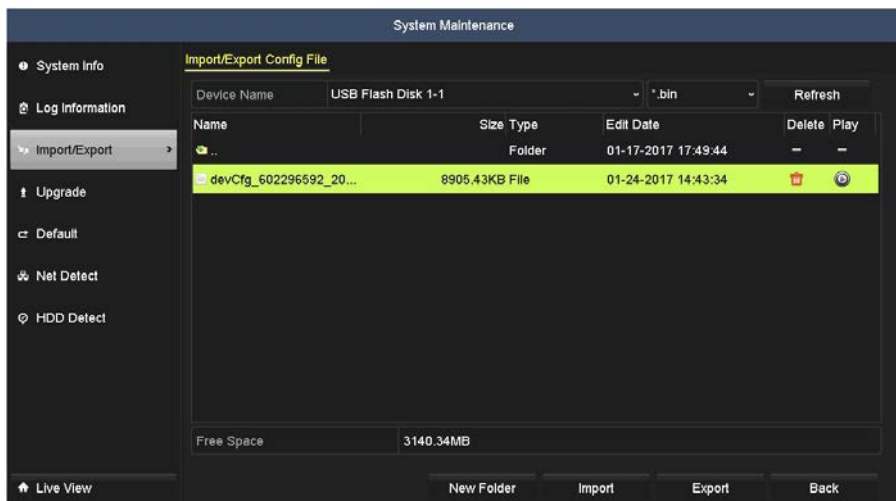 System Maintenance
System Info
Log Information
Import/Export
Upgrade
Default
Net Detect
HDD Detect
Live View
Import/Export Config File
Device Name USB Flash Disk 1-1 *.bin Refresh
Name Size Type Edit Date Delete Play
.. Folder 01-17-2017 17:49:44 – –
devCfg_602296592_20... 8905.43KB File 01-24-2017 14:43:34
Free Space 3140.34MB
New Folder Import Export Back